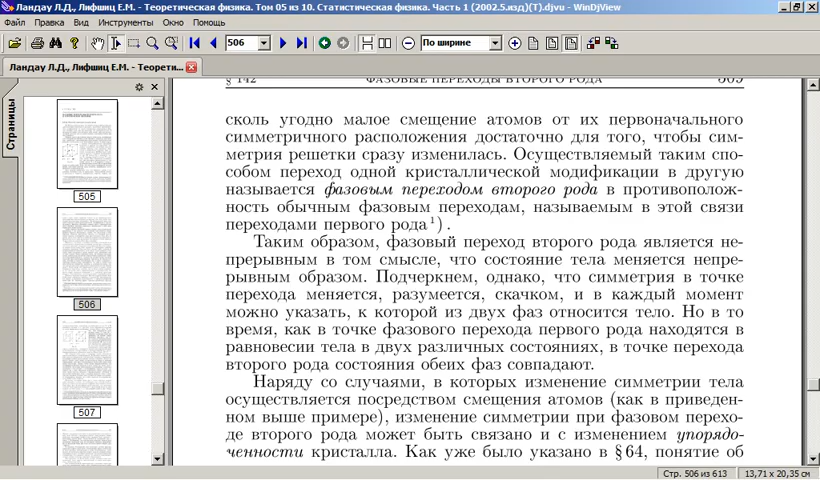 Ландау Л.Д., Лифшиц Е.М. - Теоретическая физика. Том 05 из 10. Статистическая физика. Часть 1 (2002.5.изд)(Т).djvu - WinDjView
Файл Правка Вид Инструменты Окно Помощь
506 По ширине
Ландау Л.Д., Лифшиц Е.М. - Теорети...
Страницы
505
506
507
§ 142 ФАЗОВЫЕ ПЕРЕХОДЫ ВТОРОГО РОДА 509
сколь угодно малое смещение атомов от их первоначального
симметричного расположения достаточно для того, чтобы сим-
метрия решетки сразу изменилась. Осуществляемый таким спо-
собом переход одной кристаллической модификации в другую
называется фазовым переходом второго рода в противополож-
ность обычным фазовым переходам, называемым в этой связи
переходами первого рода ¹) .
Таким образом, фазовый переход второго рода является не-
прерывным в том смысле, что состояние тела меняется непре-
рывным образом. Подчеркнем, однако, что симметрия в точке
перехода меняется, разумеется, скачком, и в каждый момент
можно указать, к которой из двух фаз относится тело. Но в то
время, как в точке фазового перехода первого рода находятся в
равновесии тела в двух различных состояниях, в точке перехода
второго рода состояния обеих фаз совпадают.
Наряду со случаями, в которых изменение симметрии тела
осуществляется посредством смещения атомов (как в приведен-
ном выше примере), изменение симметрии при фазовом перехо-
де второго рода может быть связано и с изменением упорядо-
ченности кристалла. Как уже было указано в § 64, понятие об
Стр. 506 из 613 13,71 x 20,35 см